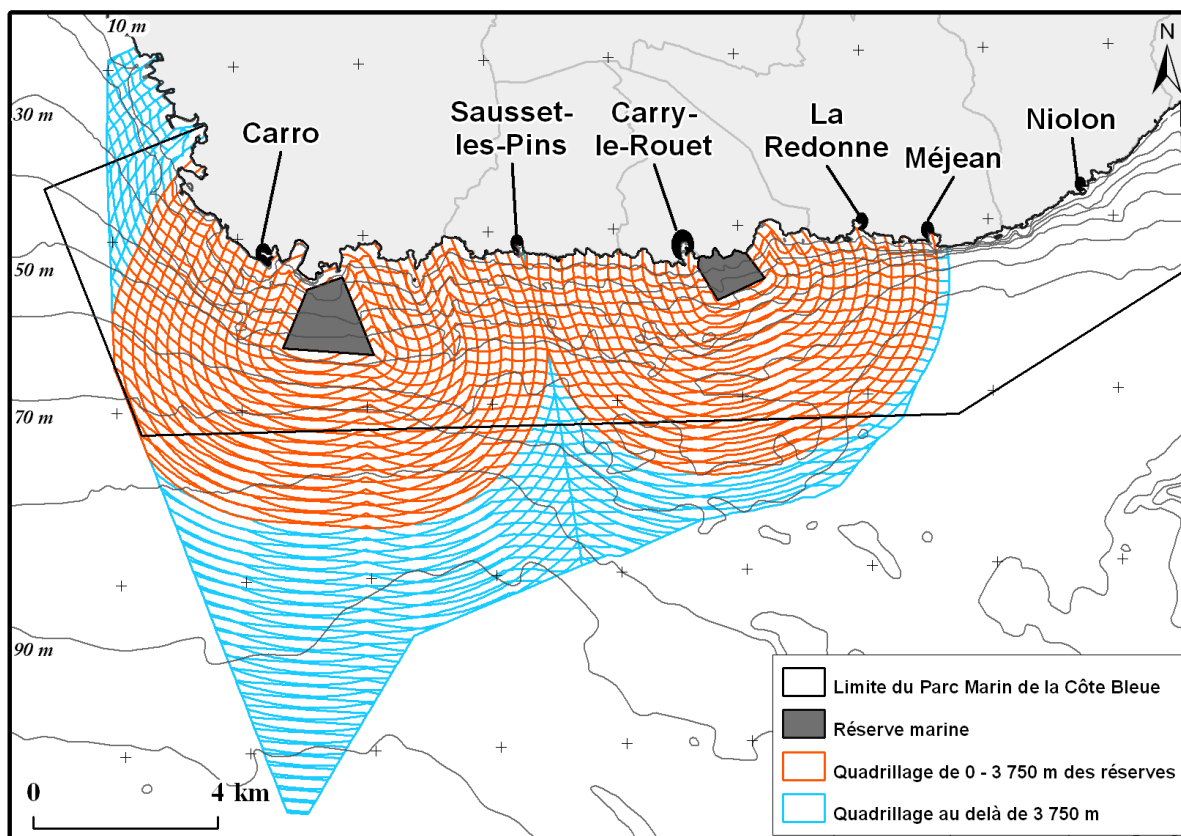 10 m
N
30 m
Carro
Sausset-
les-Pins
Carry-
le-Rouet
La
Redonne
Méjean
Niolon
50 m
70 m
90 m
0 4 km
Limite du Parc Marin de la Côte Bleue
Réserve marine
Quadrillage de 0 - 3 750 m des réserves
Quadrillage au delà de 3 750 m